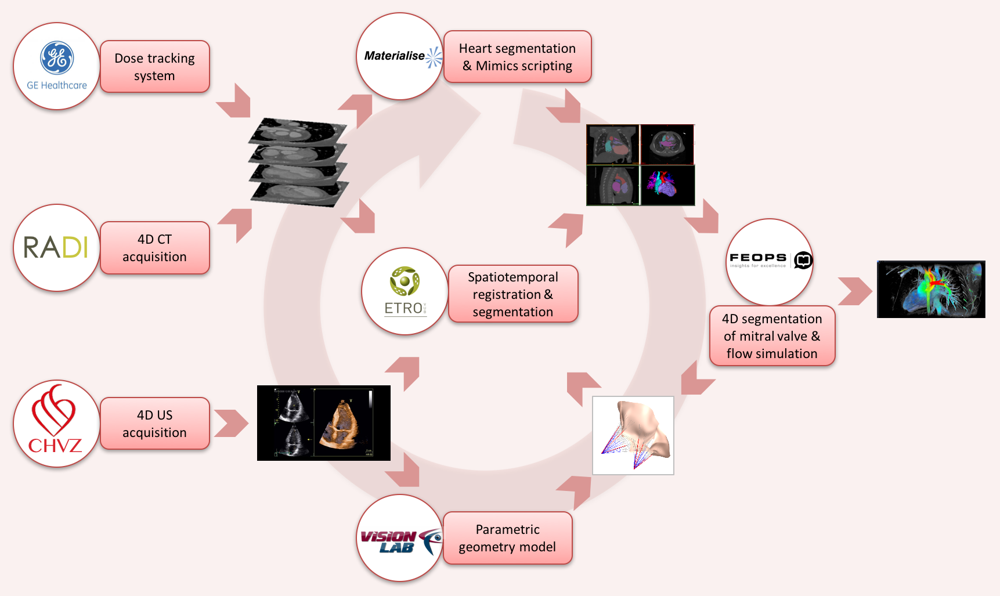 GE Healthcare
Dose tracking
system
Materialise
Heart segmentation
& Mimics scripting
RADI
4D CT
acquisition
FEOPS
insights for excellence
ETRO
VUB
Spatiotemporal
registration &
segmentation
4D segmentation
of mitral valve &
flow simulation
CHVZ
4D US
acquisition
V
V
VISION
LAB
Parametric
geometry model